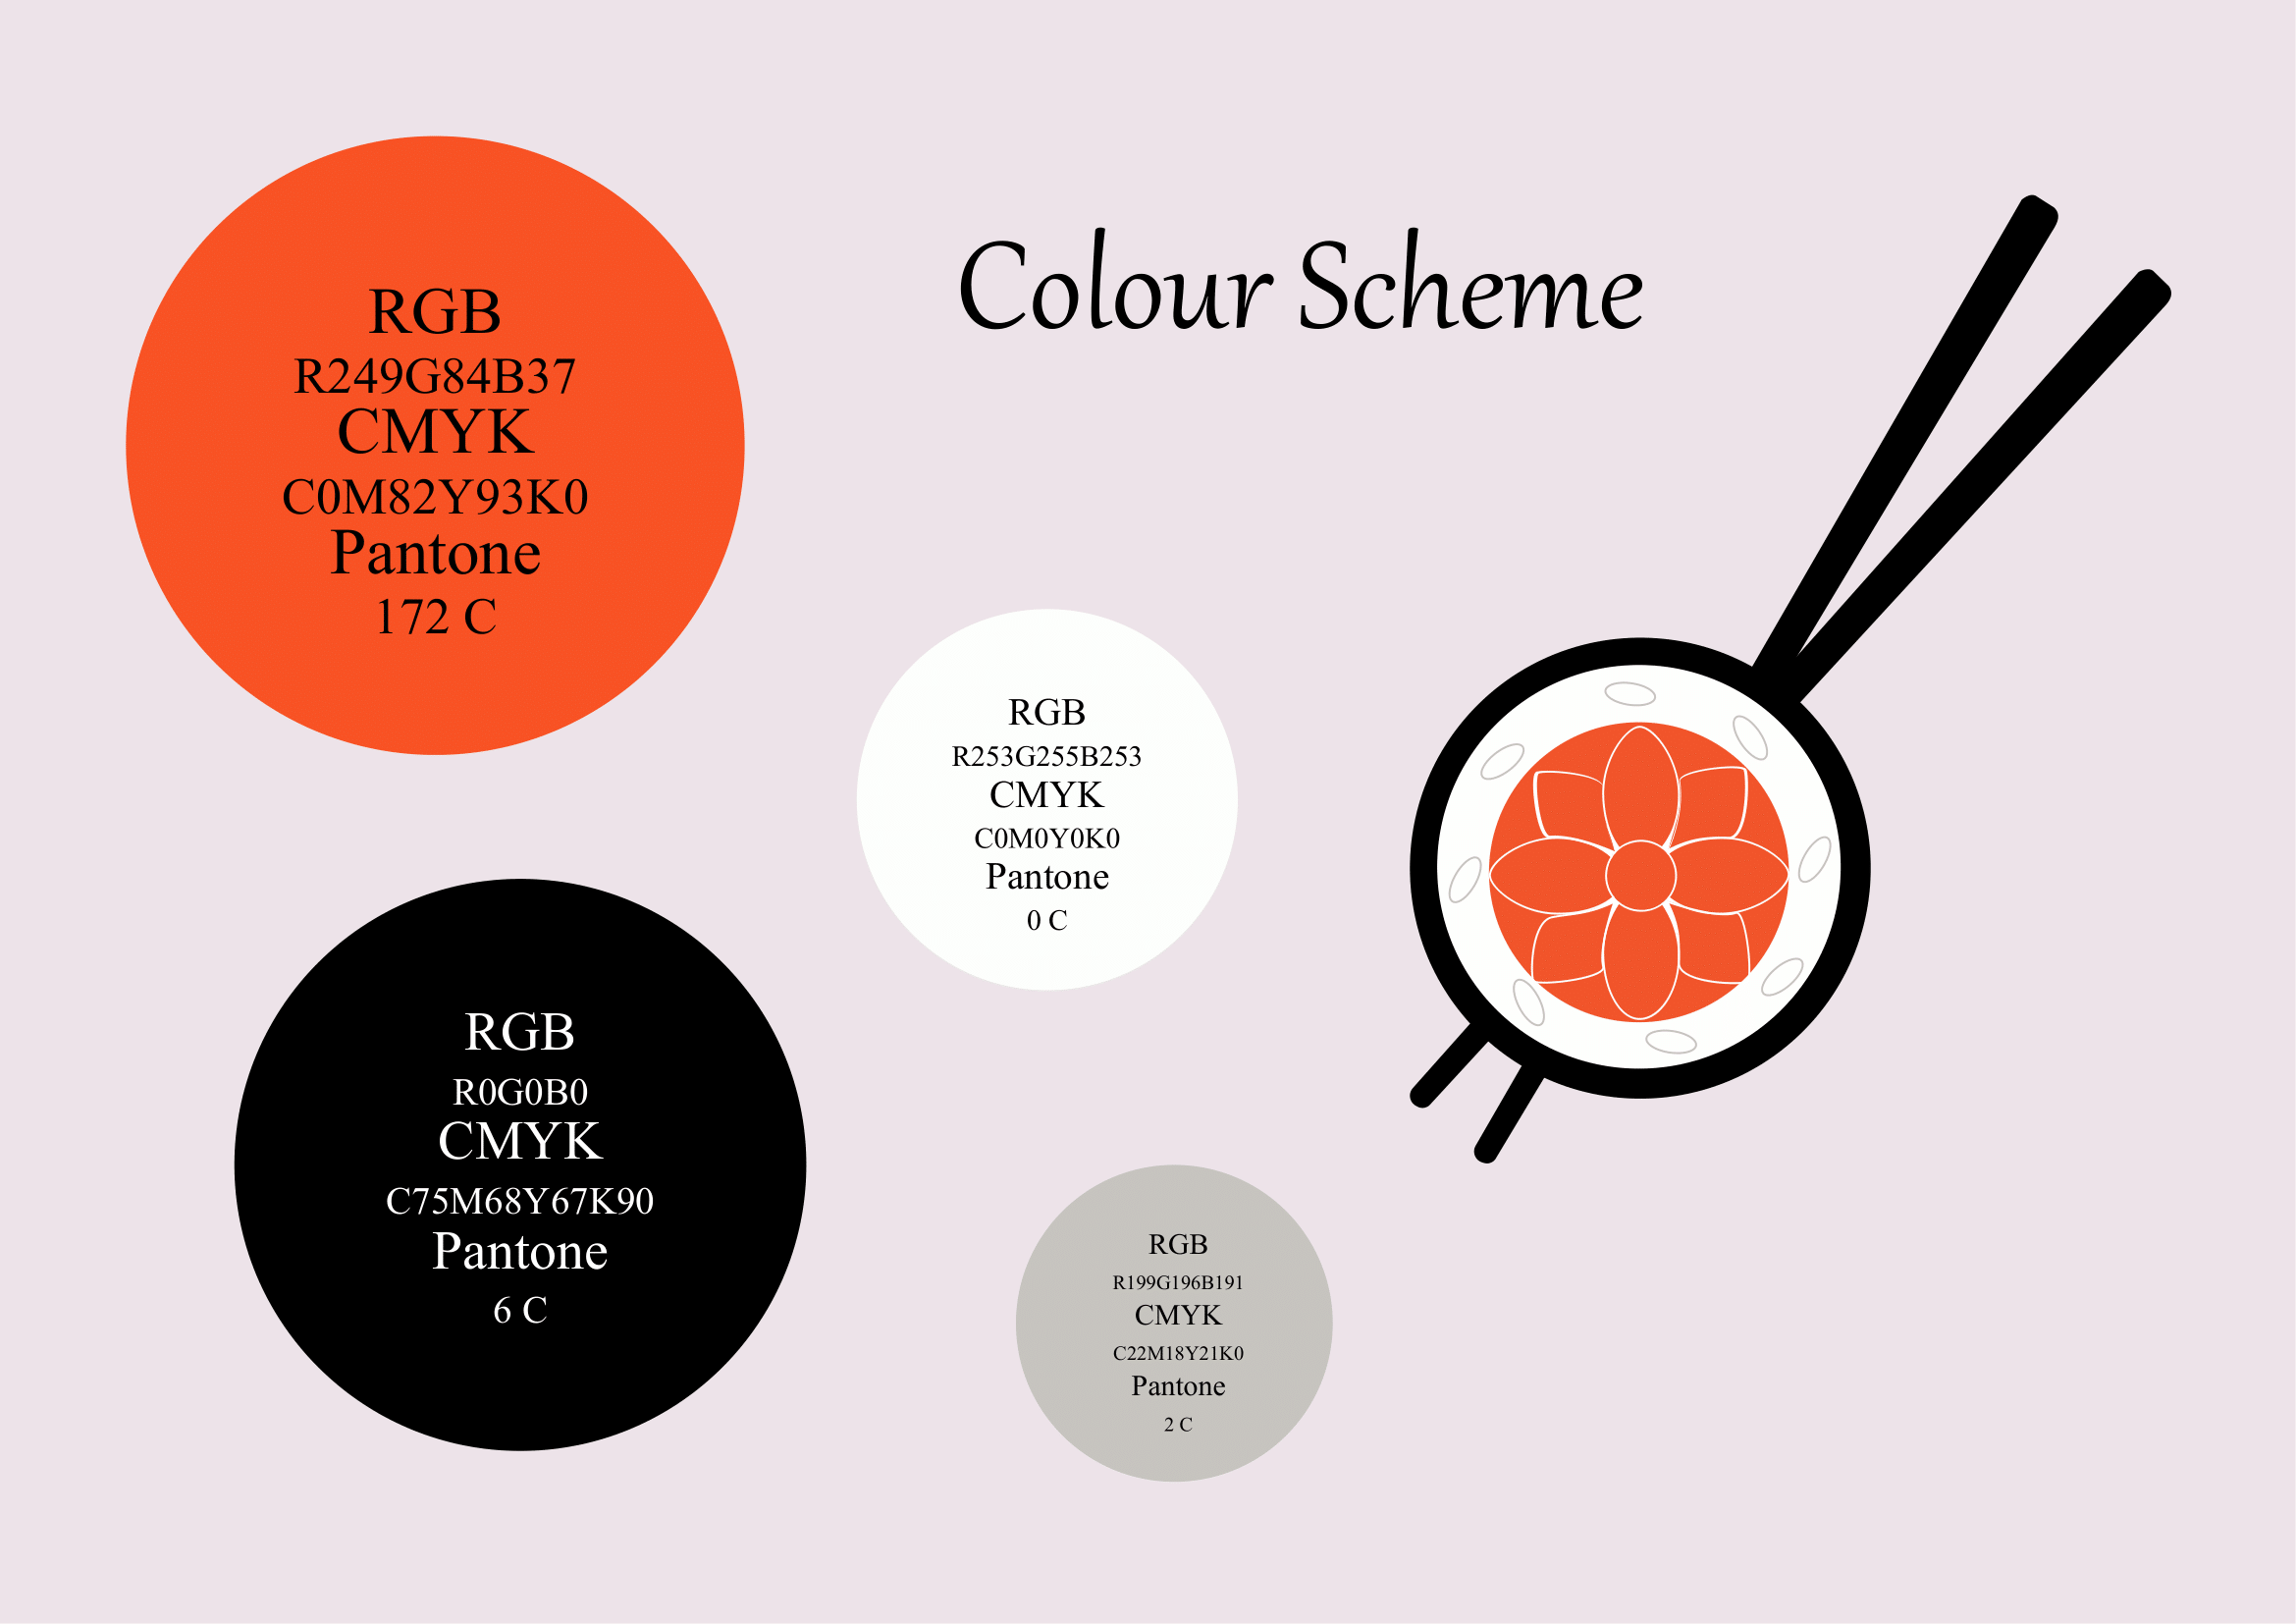 Colour Scheme
RGB
R249G84B37
CMYK
C0M82Y93K0
Pantone
172 C
RGB
R253G255B253
CMYK
C0M0Y0K0
Pantone
0 C
RGB
R0G0B0
CMYK
C75M68Y67K90
Pantone
6 C
RGB
R199G196B191
CMYK
C22M18Y21K0
Pantone
2 C